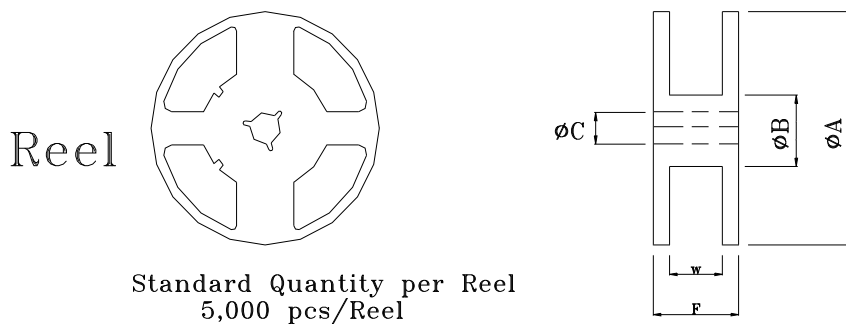 Reel
øC
øB
øA
w
F
Standard Quantity per Reel
5,000 pcs/Reel